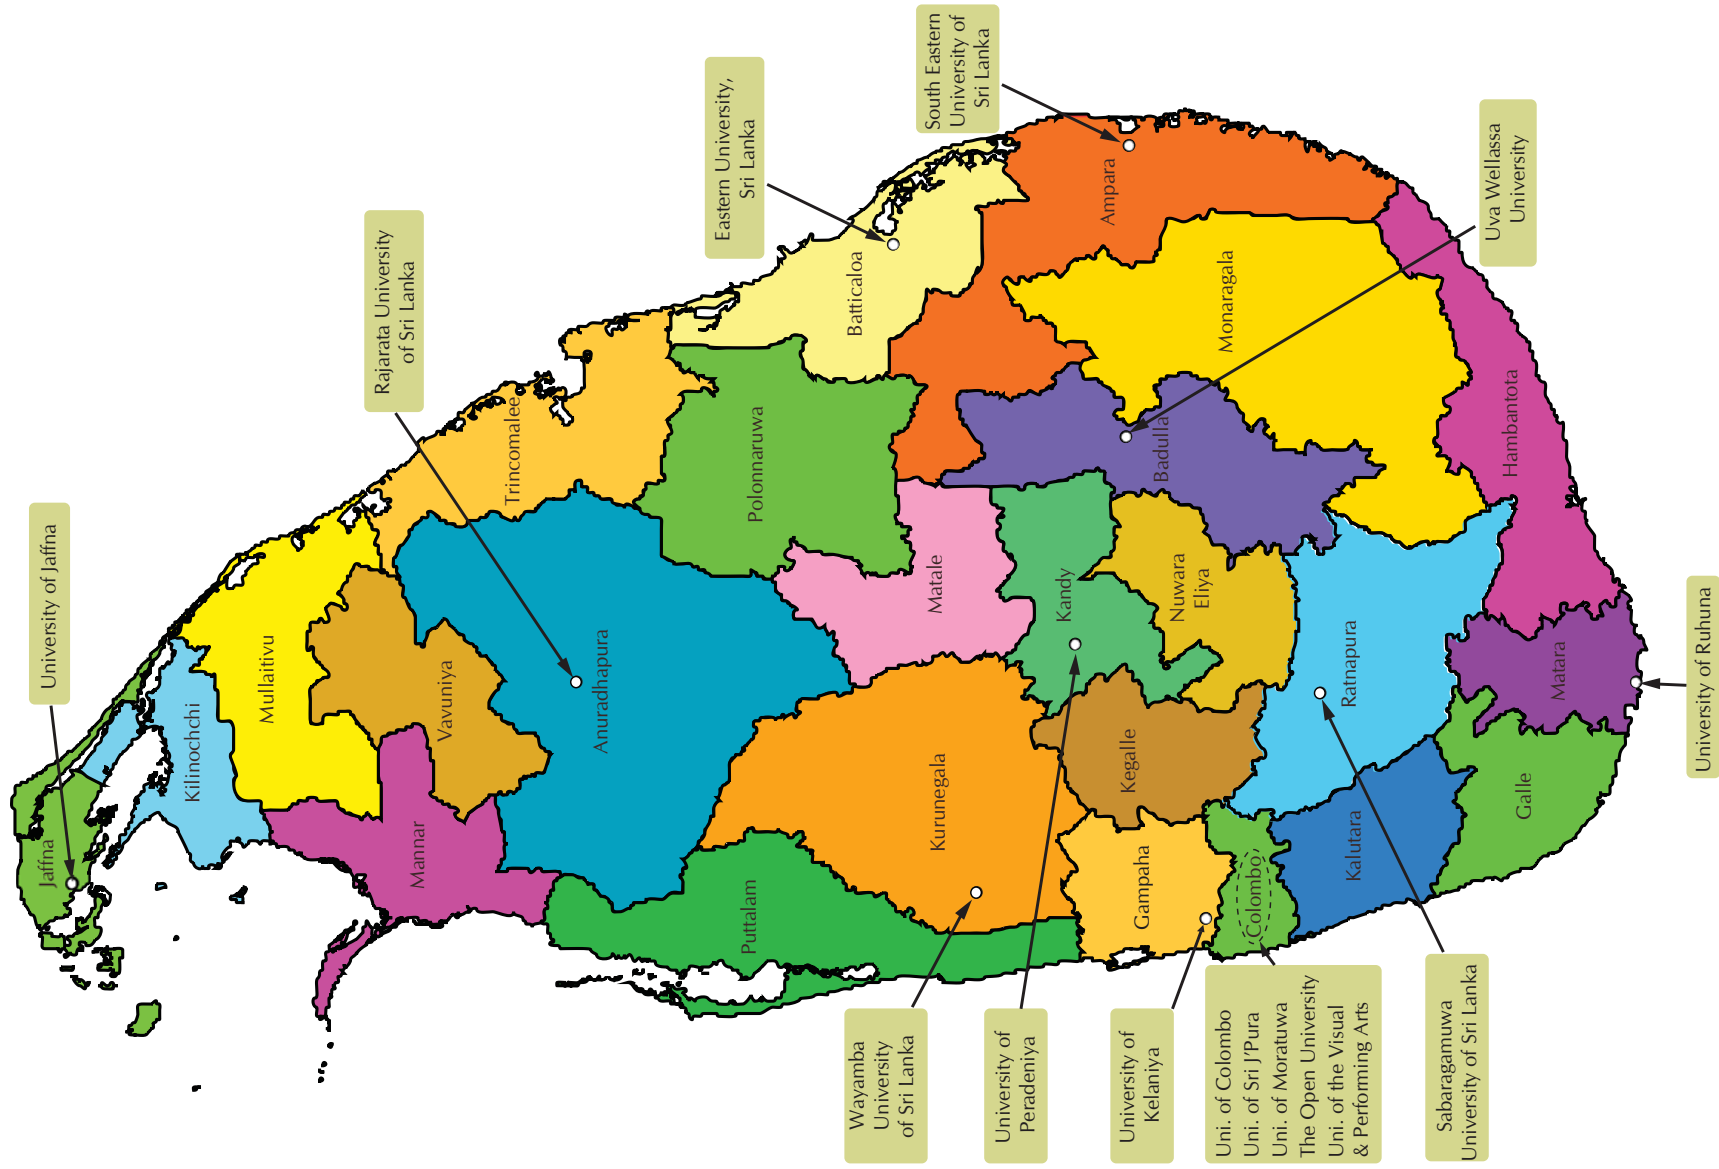 University of Jaffna
Rajarata University
of Sri Lanka
Eastern University,
Sri Lanka
South Eastern
University of
Sri Lanka
Uva Wellassa
University
University of Ruhuna
Wayamba
University
of Sri Lanka
University of
Peradeniya
University of
Kelaniya
Uni. of Colombo
Uni. of Sri J'Pura
Uni. of Moratuwa
The Open University
Uni. of the Visual
& Performing Arts
Sabaragamuwa
University of Sri Lanka
Jaffna
Kilinochchi
Mullaitivu
Mannar
Vavuniya
Trincomalee
Anuradhapura
Polonnaruwa
Puttalam
Batticaloa
Kurunegala
Matale
Kandy
Ampara
Gampaha
Kegalle
Nuwara
Eliya
Badulla
Monaragala
Colombo
Kalutara
Ratnapura
Hambantota
Galle
Matara